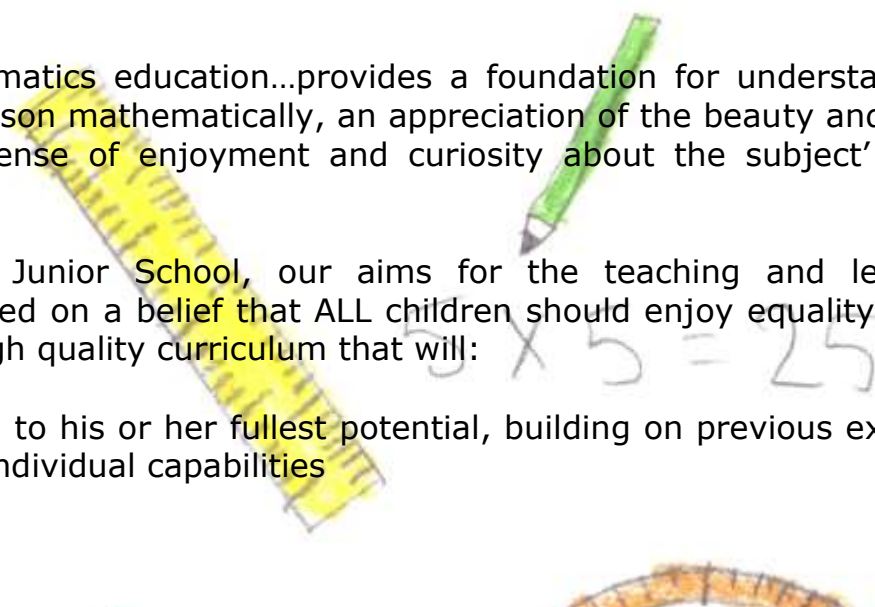 matics education…provides a foundation for understa
son mathematically, an appreciation of the beauty and
ense of enjoyment and curiosity about the subject’
Junior School, our aims for the teaching and le
ed on a belief that ALL children should enjoy equality
gh quality curriculum that will:
5 X 5 = 25
to his or her fullest potential, building on previous ex
ndividual capabilities